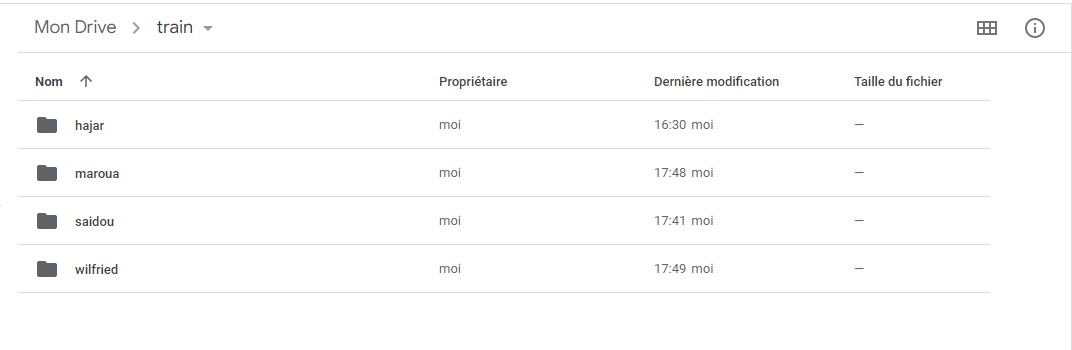 Mon Drive > train
Nom Propriétaire Dernière modification Taille du fichier
hajar moi 16:30 moi —
maroua moi 17:48 moi —
saidou moi 17:41 moi —
wilfried moi 17:49 moi —